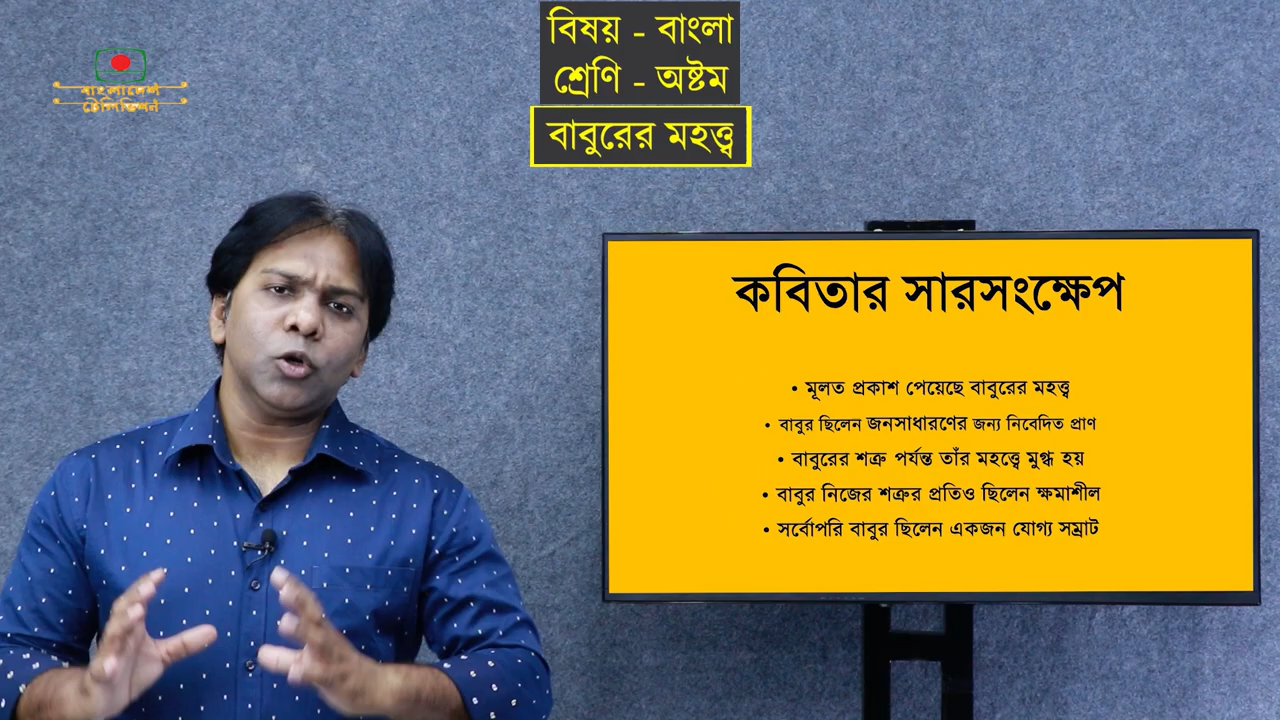 বিষয় - বাংলা
শ্রেণি - অষ্টম
বাবুরের মহত্ত্ব
বাংলাদেশ
টেলিভিশন
কবিতার সারসংক্ষেপ
• মূলত প্রকাশ পেয়েছে বাবুরের মহত্ত্ব
• বাবুর ছিলেন জনসাধারণের জন্য নিবেদিত প্রাণ
• বাবুরের শত্রু পর্যন্ত তাঁর মহত্ত্বে মুগ্ধ হয়
• বাবুর নিজের শত্রুর প্রতিও ছিলেন ক্ষমাশীল
• সর্বোপরি বাবুর ছিলেন একজন যোগ্য সম্রাট